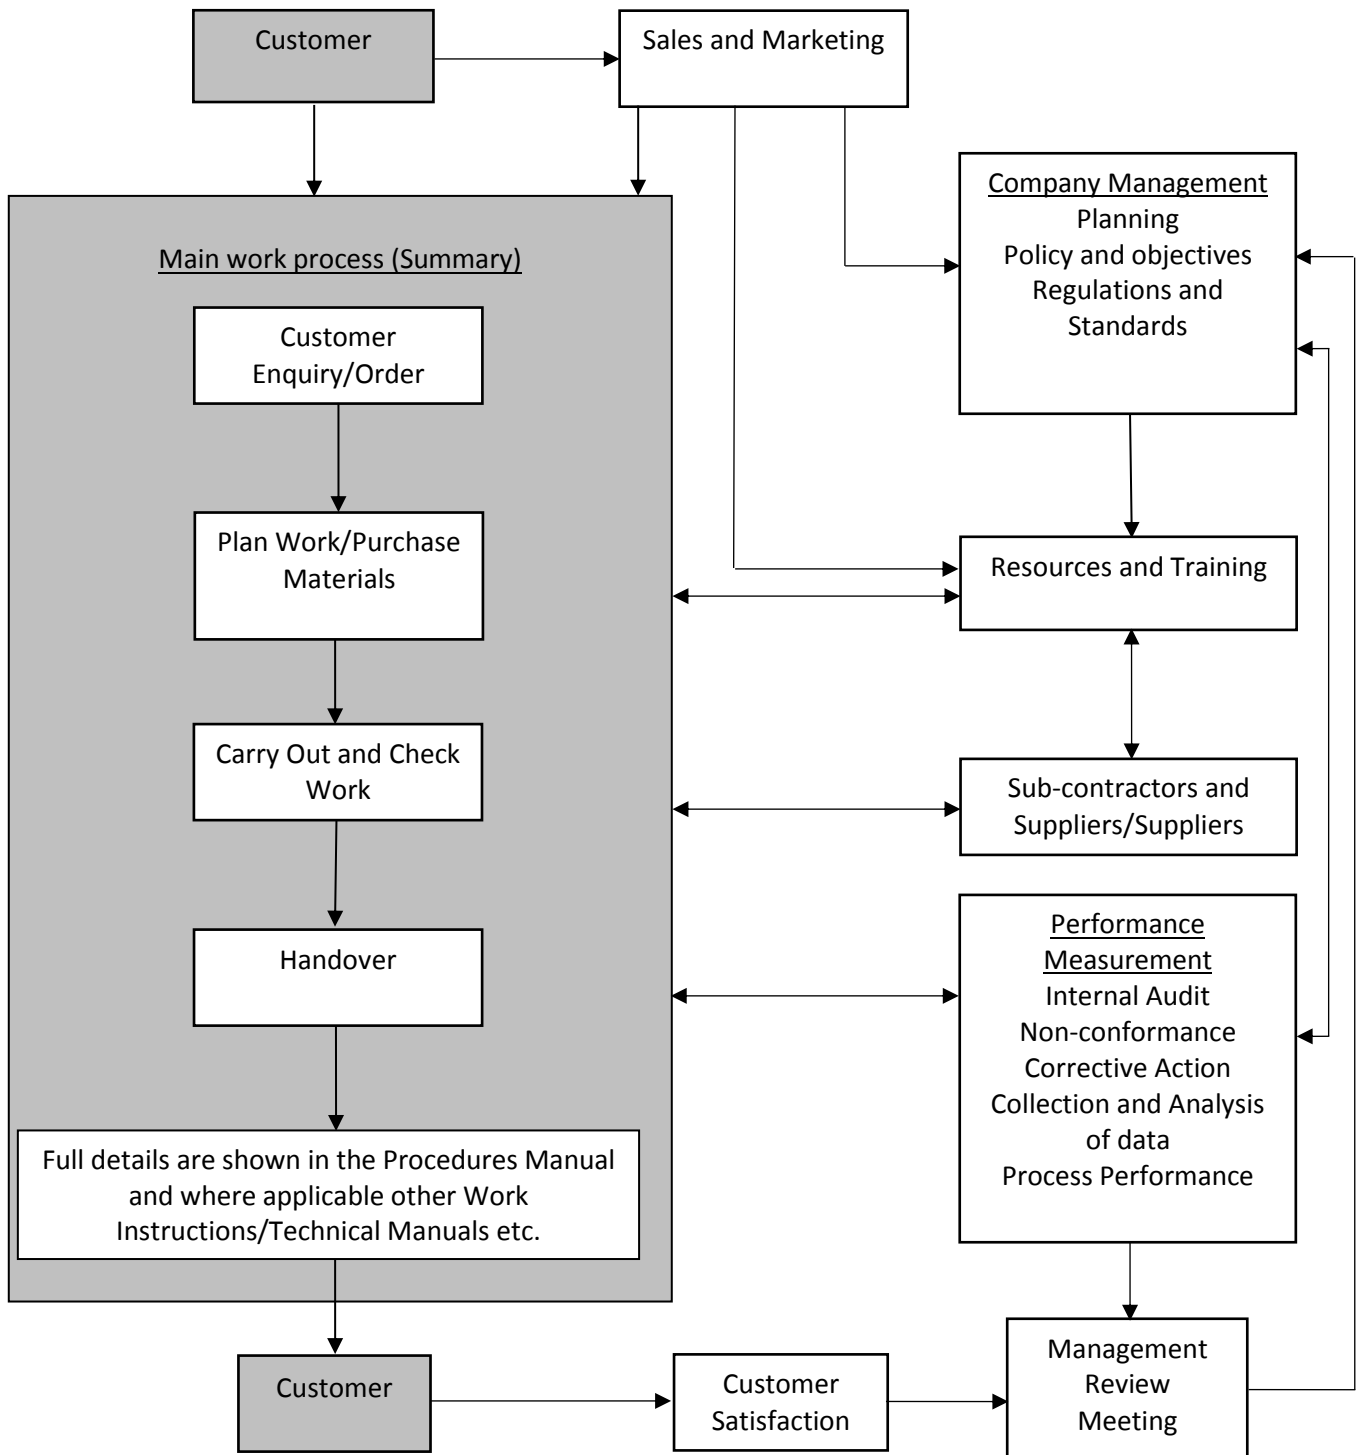 Customer
Sales and Marketing
Company Management
Planning
Policy and objectives
Regulations and
Standards
Main work process (Summary)
Customer
Enquiry/Order
Plan Work/Purchase
Materials
Resources and Training
Carry Out and Check
Work
Sub-contractors and
Suppliers/Suppliers
Handover
Performance
Measurement
Internal Audit
Non-conformance
Corrective Action
Collection and Analysis
of data
Process Performance
Full details are shown in the Procedures Manual
and where applicable other Work
Instructions/Technical Manuals etc.
Customer
Customer
Satisfaction
Management
Review
Meeting